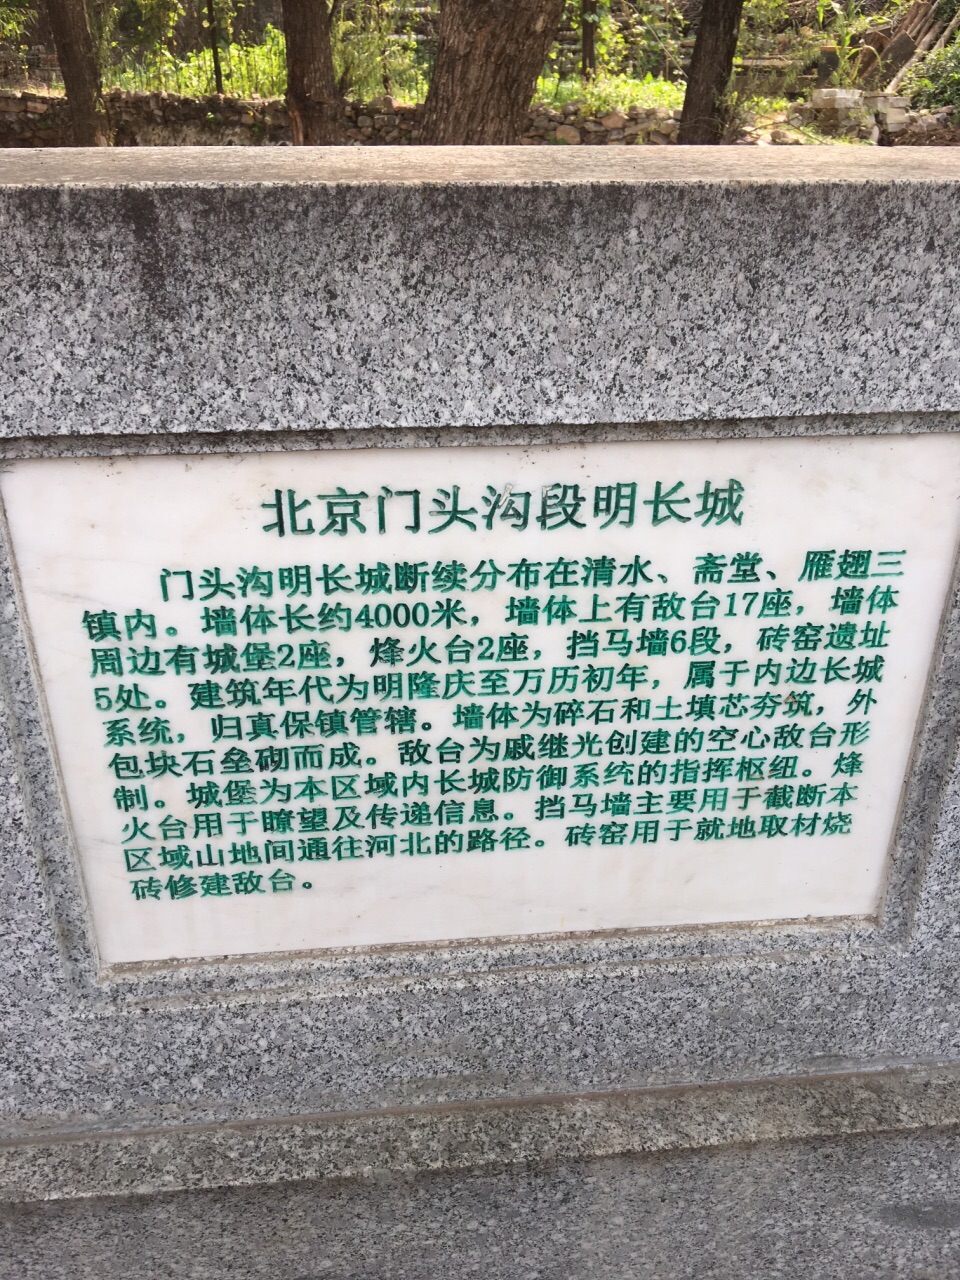 北京门头沟段明长城
门头沟明长城断续分布在清水、斋堂、雁翅三
镇内。墙体长约4000米，墙体上有敌台17座，墙体
周边有城堡2座，烽火台2座，挡马墙6段，砖窑遗址
5处。建筑年代为明隆庆至万历初年，属于内边长城
系统，归真保镇管辖。墙体为碎石和土填芯夯筑，外
包块石垒砌而成。敌台为戚继光创建的空心敌台形
制。城堡为本区域内长城防御系统的指挥枢纽。烽
火台用于瞭望及传递信息。挡马墙主要用于截断本
区域山地间通往河北的路径。砖窑用于就地取材烧
砖修建敌台。